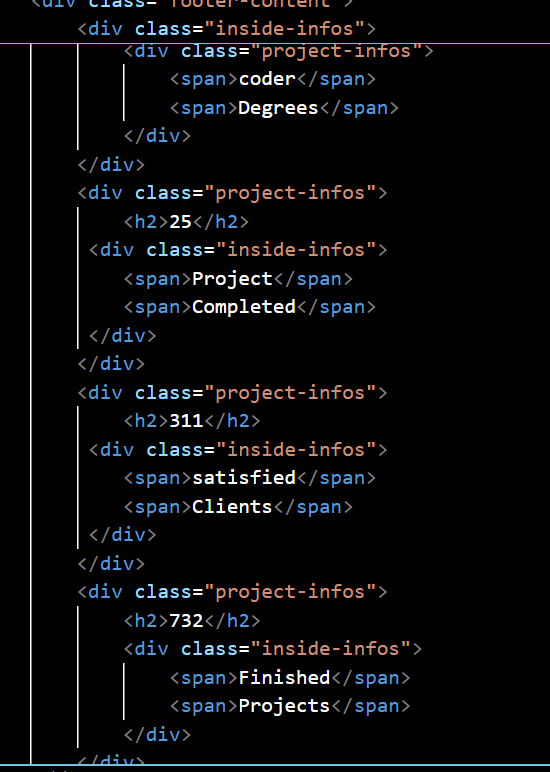 <div class="footer-content">
<div class="inside-infos">
<div class="project-infos">
<span>coder</span>
<span>Degrees</span>
</div>
</div>
<div class="project-infos">
<h2>25</h2>
<div class="inside-infos">
<span>Project</span>
<span>Completed</span>
</div>
</div>
<div class="project-infos">
<h2>311</h2>
<div class="inside-infos">
<span>satisfied</span>
<span>Clients</span>
</div>
</div>
<div class="project-infos">
<h2>732</h2>
<div class="inside-infos">
<span>Finished</span>
<span>Projects</span>
</div>
</div>